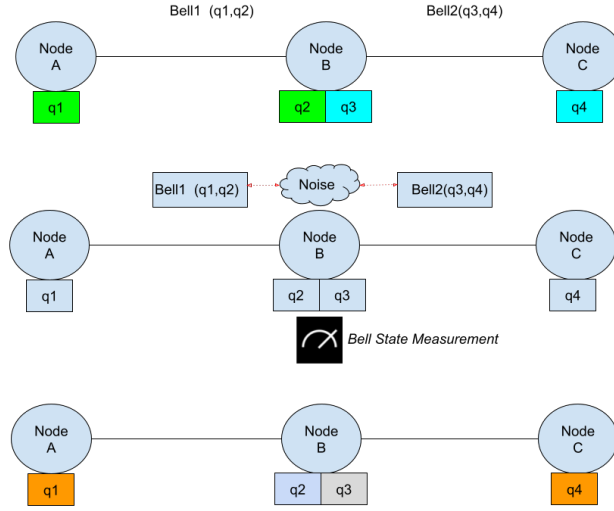 Bell1 (q1,q2) Bell2(q3,q4)
Node Node Node
A B C
q1 q2 q3 q4
Bell1 (q1,q2) Noise Bell2(q3,q4)
Node Node Node
A B C
q1 q2 q3 q4
Bell State Measurement
Node Node Node
A B C
q1 q2 q3 q4